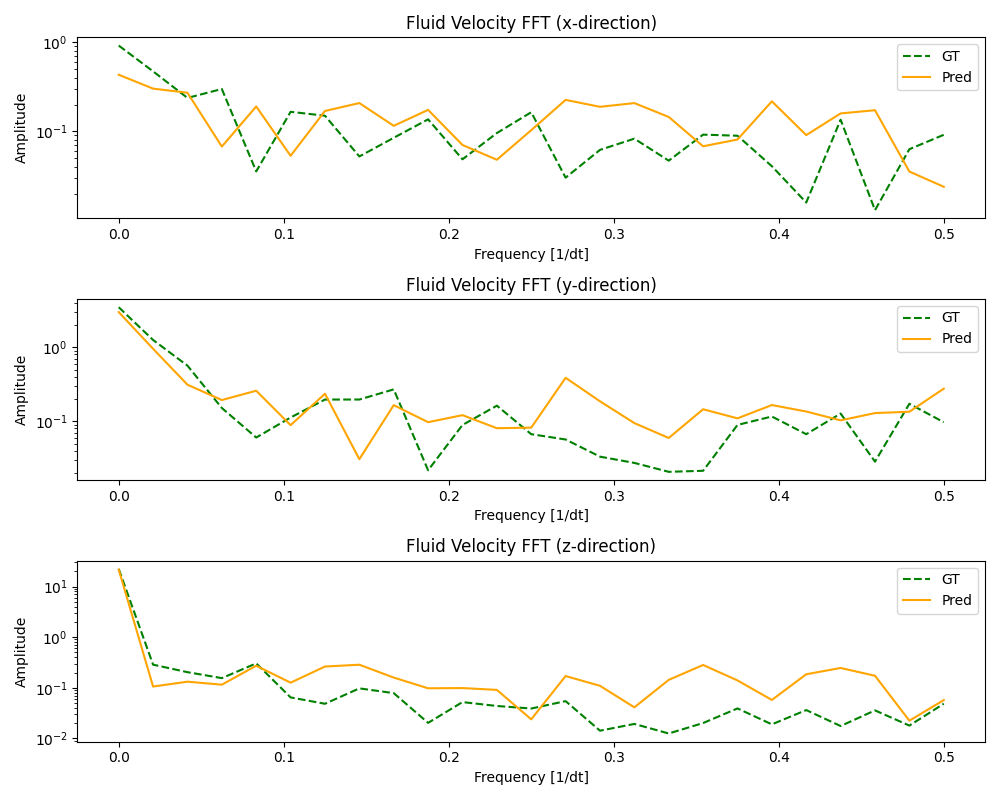 Fluid Velocity FFT (x-direction)
GT
Pred
10⁰
10⁻¹
Amplitude
0.0 0.1 0.2 0.3 0.4 0.5
Frequency [1/dt]
Fluid Velocity FFT (y-direction)
GT
Pred
10⁰
10⁻¹
Amplitude
0.0 0.1 0.2 0.3 0.4 0.5
Frequency [1/dt]
Fluid Velocity FFT (z-direction)
GT
Pred
10¹
10⁰
10⁻¹
10⁻²
Amplitude
0.0 0.1 0.2 0.3 0.4 0.5
Frequency [1/dt]